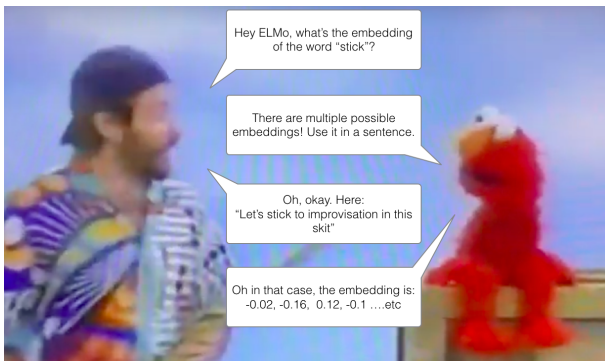 Hey ELMo, what's the embedding
of the word "stick"?
There are multiple possible
embeddings! Use it in a sentence.
Oh, okay. Here:
"Let's stick to improvisation in this
skit"
Oh in that case, the embedding is:
-0.02, -0.16, 0.12, -0.1 ….etc